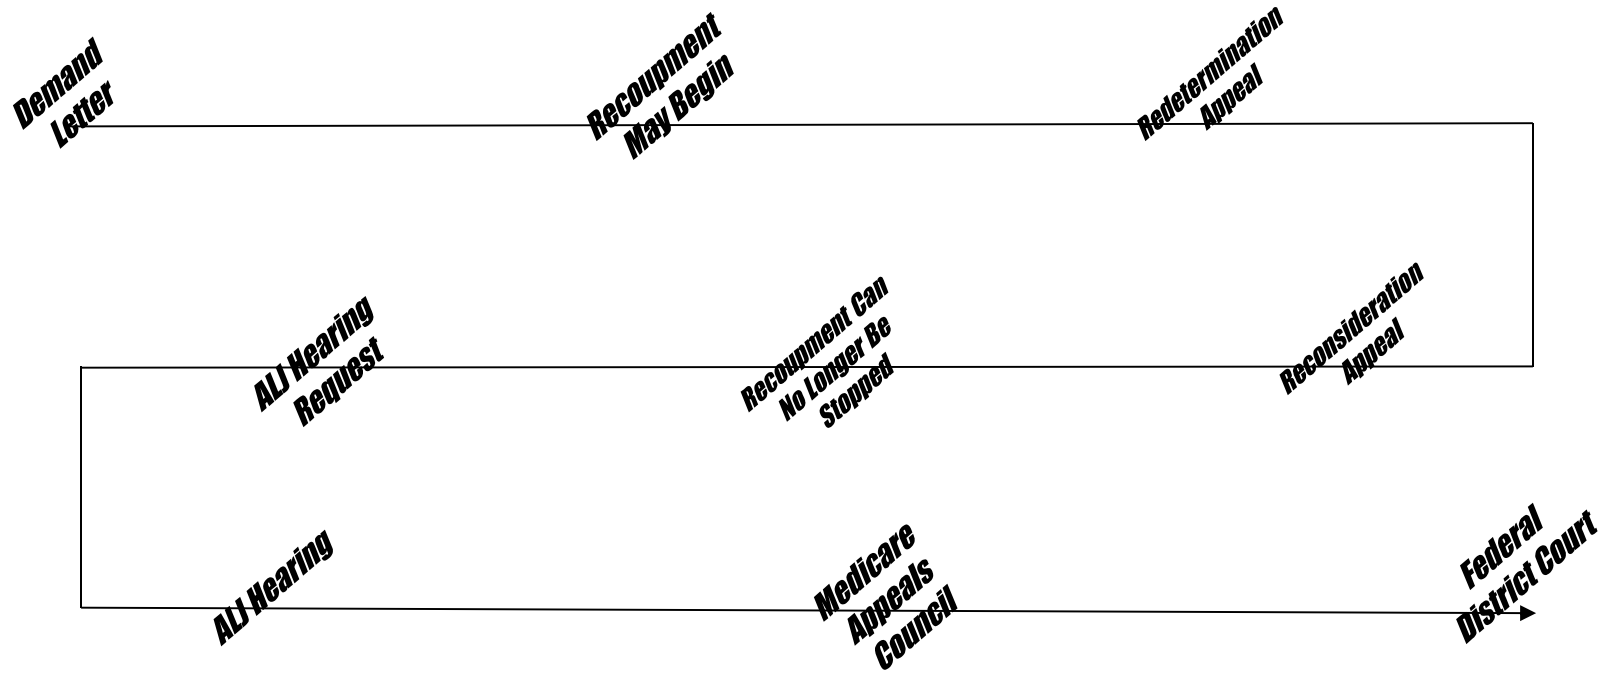 Demand
Letter
Recoupment
May Begin
Redetermination
Appeal
Reconsideration
Appeal
Recoupment Can
No Longer Be
Stopped
ALJ Hearing
Request
ALJ Hearing
Medicare
Appeals
Council
Federal
District Court